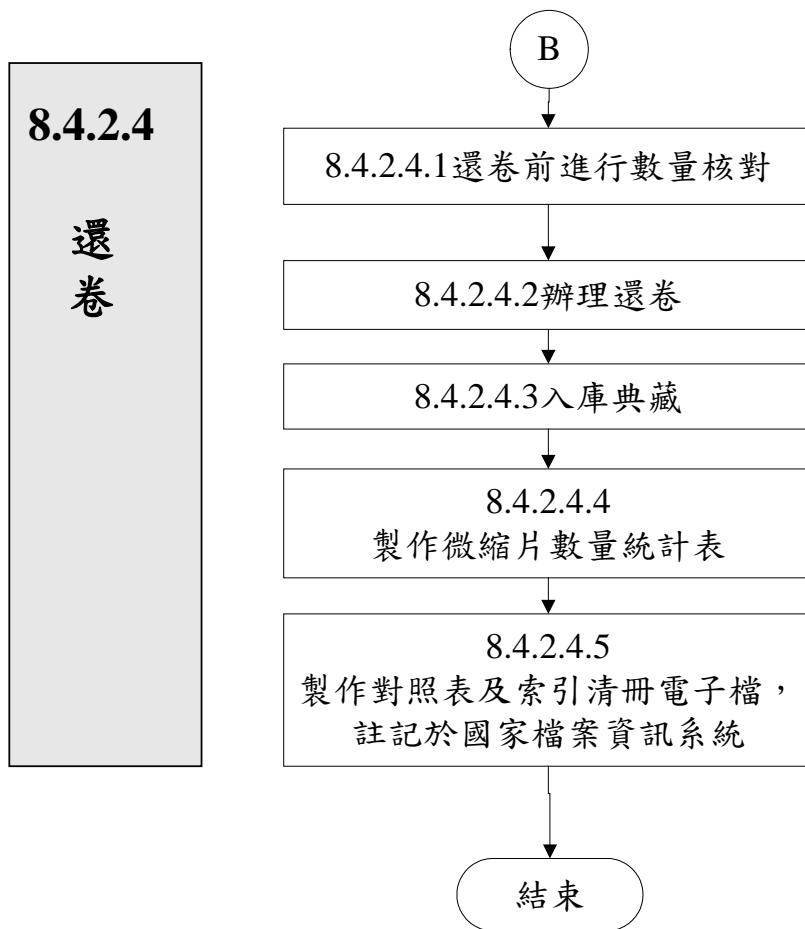 B
8.4.2.4
還
卷
8.4.2.4.1還卷前進行數量核對
8.4.2.4.2辦理還卷
8.4.2.4.3入庫典藏
8.4.2.4.4
製作微縮片數量統計表
8.4.2.4.5
製作對照表及索引清冊電子檔，
註記於國家檔案資訊系統
結束